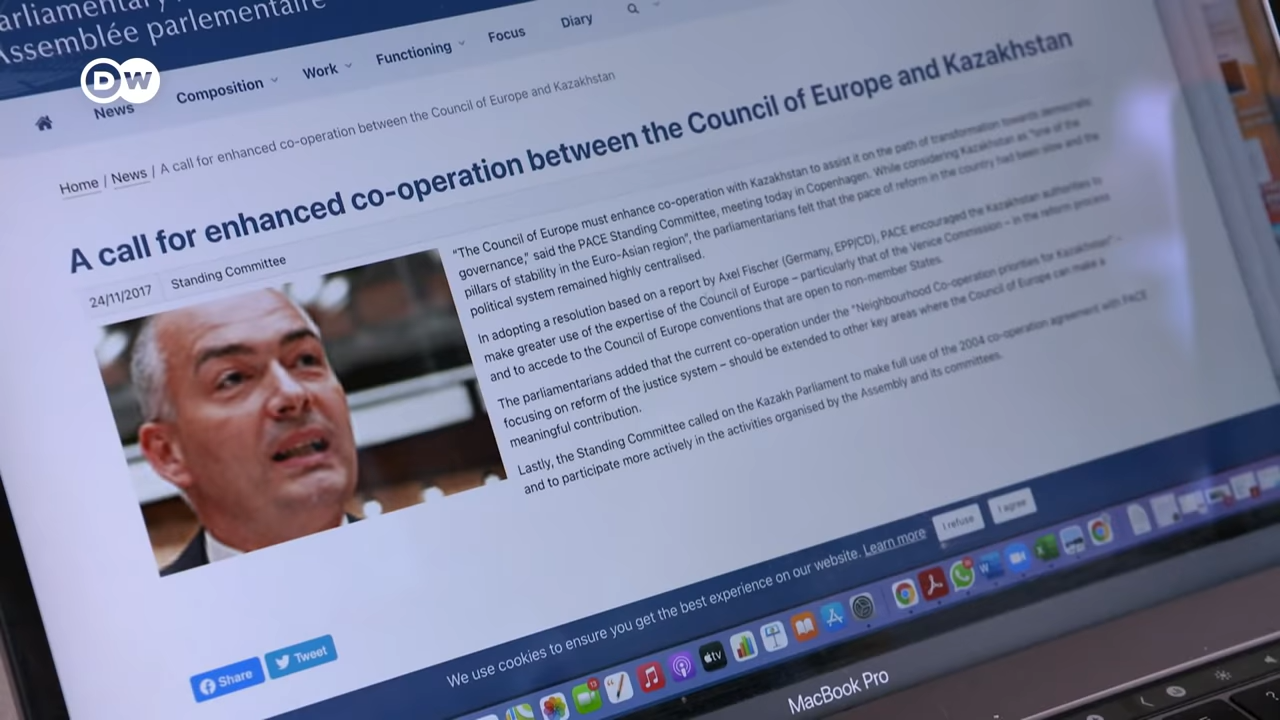 Parliamentary
Assemblée parlementaire
DW
News
Composition
Work
Functioning
Focus
Diary
Home / News / A call for enhanced co-operation between the Council of Europe and Kazakhstan
A call for enhanced co-operation between the Council of Europe and Kazakhstan
24/11/2017
Standing Committee
"The Council of Europe must enhance co-operation with Kazakhstan to assist it on the path of transformation towards democratic
governance," said the PACE Standing Committee, meeting today in Copenhagen. While considering Kazakhstan as "one of the
pillars of stability in the Euro-Asian region", the parliamentarians felt that the pace of reform in the country had been slow and the
political system remained highly centralised.
In adopting a resolution based on a report by Axel Fischer (Germany, EPP/CD), PACE encouraged the Kazakhstan authorities to
make greater use of the expertise of the Council of Europe – particularly that of the Venice Commission – in the reform process
and to accede to the Council of Europe conventions that are open to non-member States.
The parliamentarians added that the current co-operation under the "Neighbourhood Co-operation priorities for Kazakhstan" –
focusing on reform of the justice system – should be extended to other key areas where the Council of Europe can make a
meaningful contribution.
Lastly, the Standing Committee called on the Kazakh Parliament to make full use of the 2004 co-operation agreement with PACE
and to participate more actively in the activities organised by the Assembly and its committees.
Share
Tweet
We use cookies to ensure you get the best experience on our website. Learn more
I refuse
I agree
tv
MacBook Pro